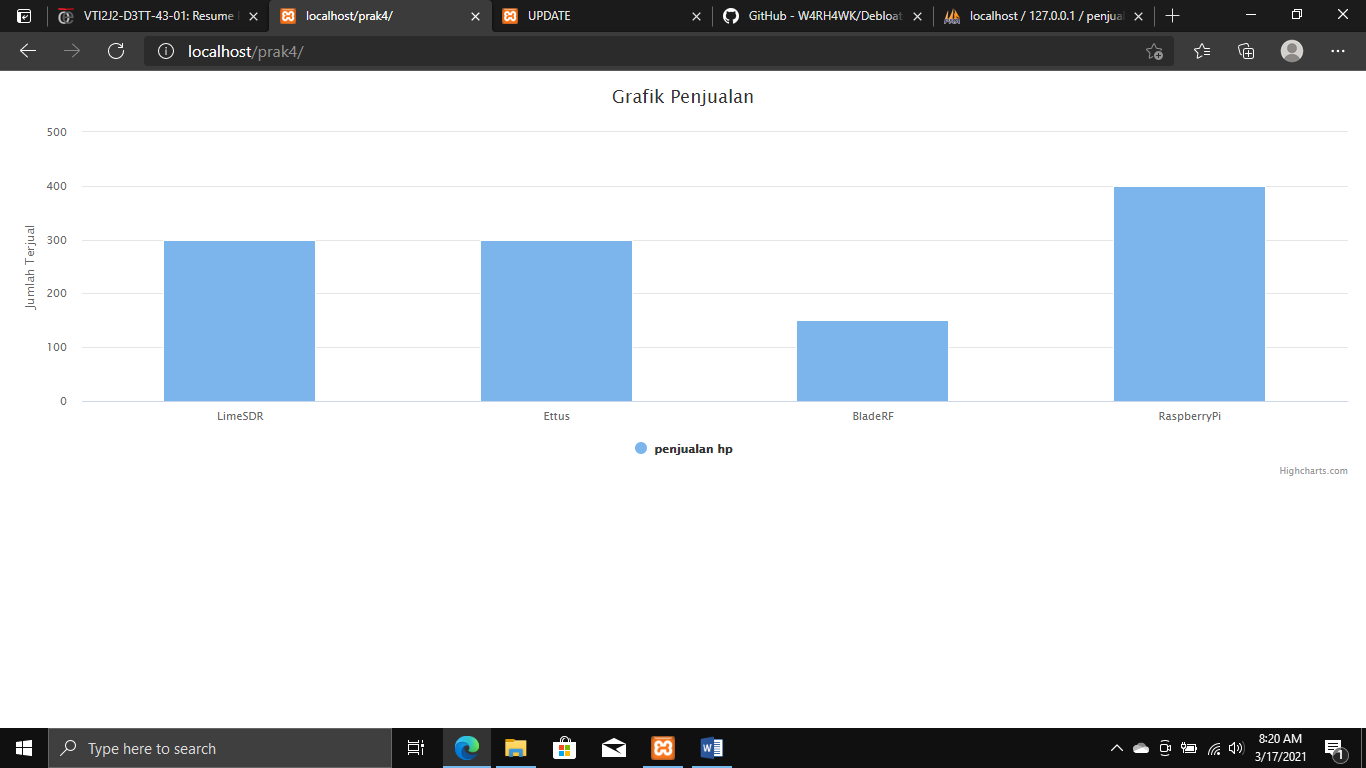 VTI2J2-D3TT-43-01: Resume
localhost/prak4/
UPDATE
GitHub - W4RH4WK/Debloat
localhost / 127.0.0.1 / penjual
localhost/prak4/
Grafik Penjualan
Jumlah Terjual
500
400
300
200
100
0
LimeSDR
Ettus
BladeRF
RaspberryPi
penjualan hp
Highcharts.com
Type here to search
8:20 AM
3/17/2021
1